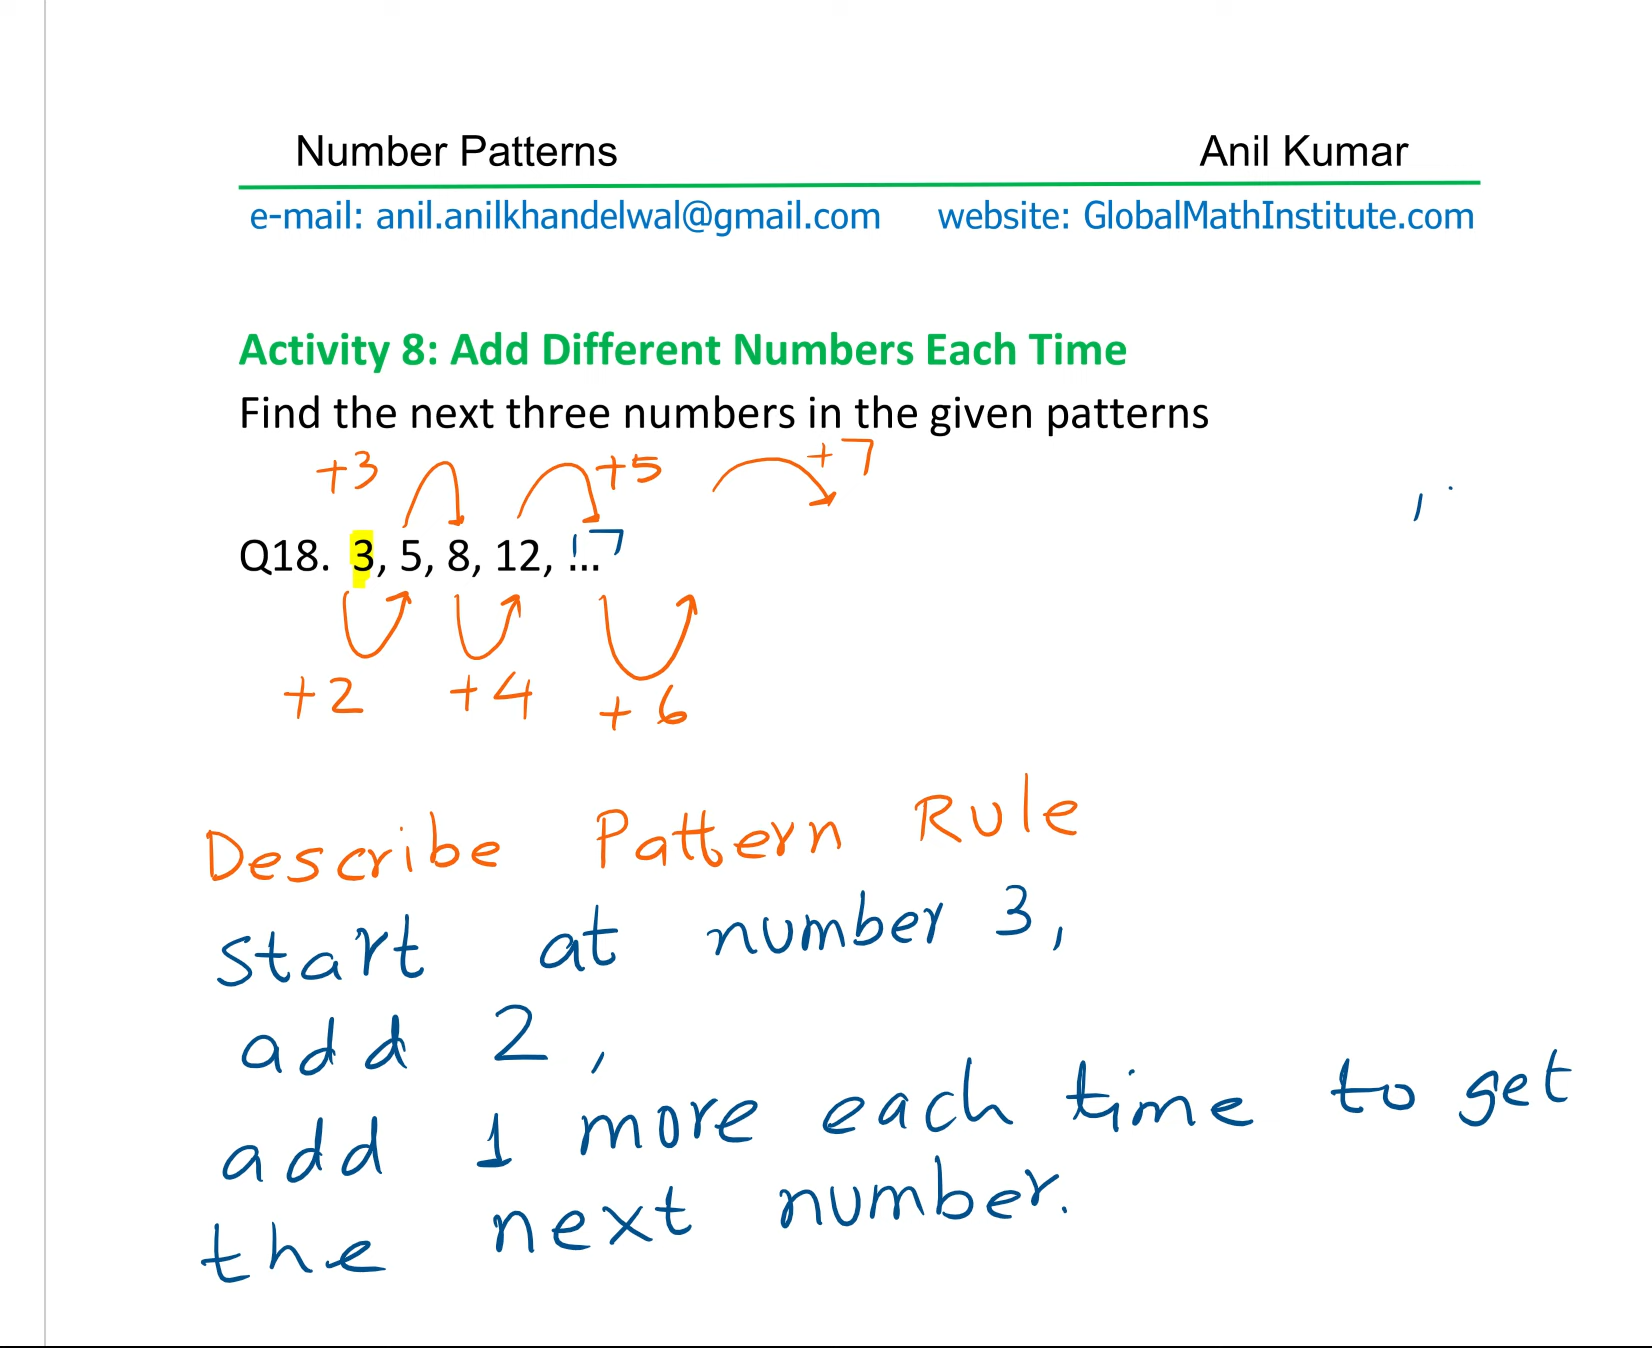 Number Patterns Anil Kumar
e-mail: anil.anilkhandelwal@gmail.com website: GlobalMathInstitute.com
Activity 8: Add Different Numbers Each Time
Find the next three numbers in the given patterns
+3 +5 +7
Q18. 3, 5, 8, 12, ... 17
+2 +4 +6
Describe Pattern Rule
start at number 3,
add 2,
add 1 more each time to get
the next number.